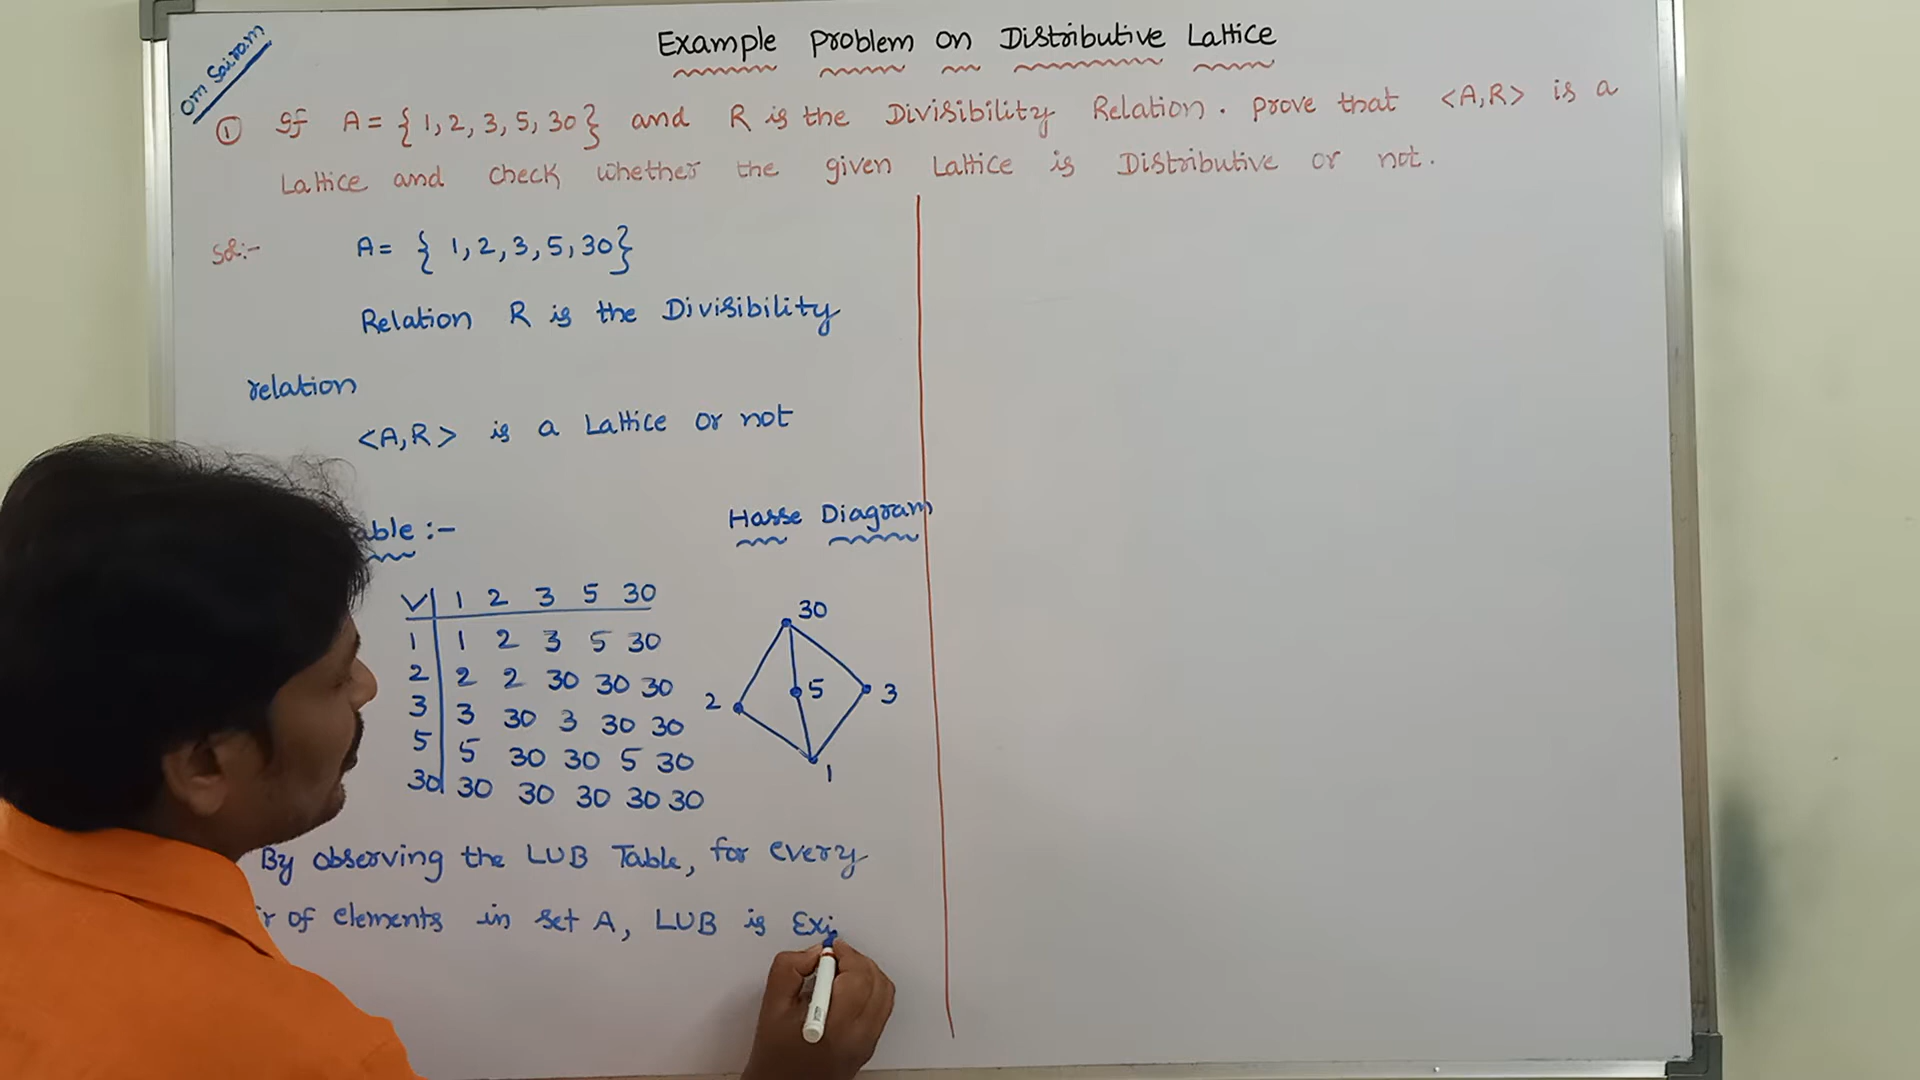 Om Sairam
Example Problem on Distributive Lattice
① If A = { 1, 2, 3, 5, 30 } and R is the Divisibility Relation. Prove that <A,R> is a
Lattice and check whether the given Lattice is Distributive or not.
Sol:-
A = { 1, 2, 3, 5, 30 }
Relation R is the Divisibility
relation
<A,R> is a Lattice or not
able :-
∨ 1 2 3 5 30
1 1 2 3 5 30
2 2 2 30 30 30
3 3 30 3 30 30
5 5 30 30 5 30
30 30 30 30 30 30
Hasse Diagram
30
2 5 3
1
By observing the LUB Table, for every
r of elements in set A, LUB is Exi